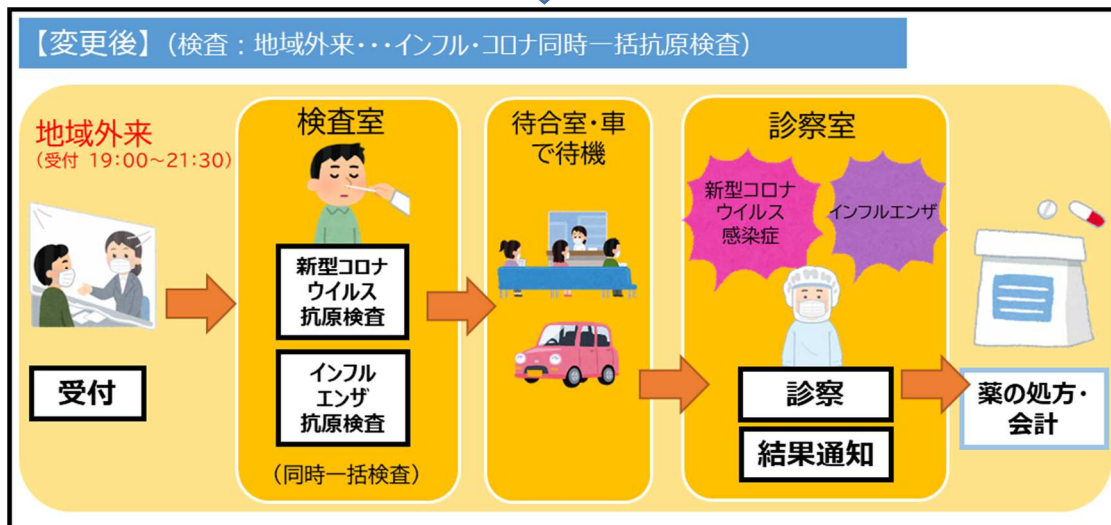 【変更後】(検査：地域外来・・・インフル・コロナ同時一括抗原検査)
地域外来
(受付 19:00～21:30)
受付
検査室
新型コロナ
ウイルス
抗原検査
インフル
エンザ
抗原検査
(同時一括検査)
待合室・車
で待機
診察室
新型コロナ
ウイルス
感染症
インフルエンザ
診察
結果通知
薬の処方・
会計